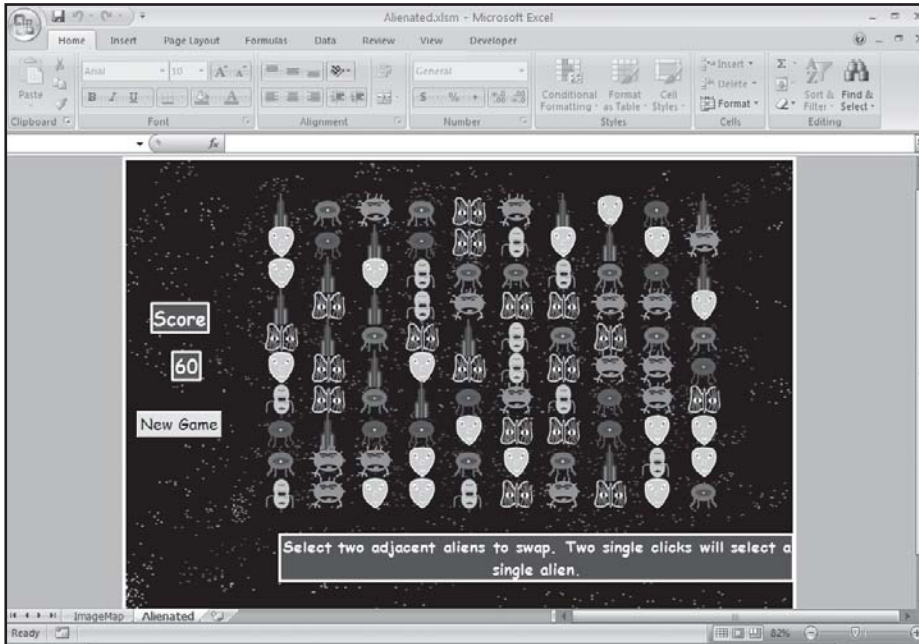 Alienated.xlsm - Microsoft Excel
Home Insert Page Layout Formulas Data Review View Developer
Paste
Arial 10 A A
B I U A
General
$ % ,
Conditional Formatting
Format as Table
Cell Styles
Insert
Delete
Format
Σ
Sort & Filter
Find & Select
Clipboard Font Alignment Number Styles Cells Editing
fx
Score
60
New Game
Select two adjacent aliens to swap. Two single clicks will select a
single alien.
ImageMap Alienated
Ready 82%